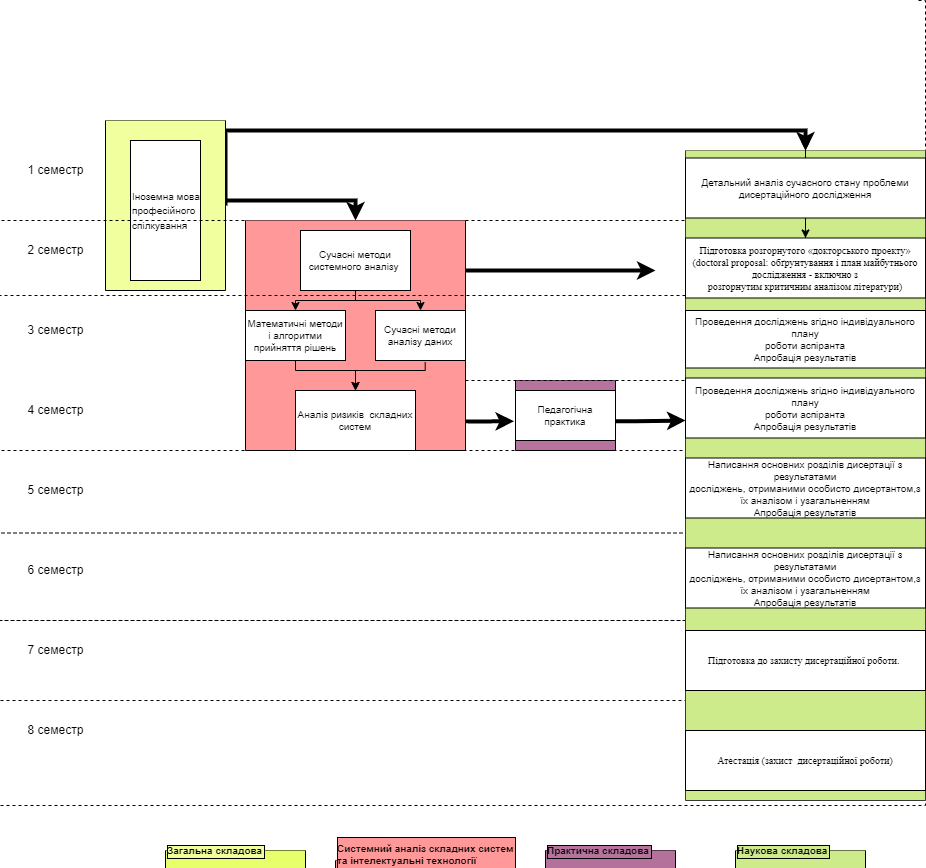 1 семестр
Іноземна мова
професійного
спілкування
Детальний аналіз сучасного стану проблеми
дисертаційного дослідження
2 семестр
Сучасні методи
системного аналізу
Підготовка розгорнутого «докторського проекту»
(doctoral proposal: обґрунтування і план майбутнього
дослідження - включно з
розгорнутим критичним аналізом літератури)
3 семестр
Математичні методи
і алгоритми
прийняття рішень
Сучасні методи
аналізу даних
Проведення досліджень згідно індивідуального
плану
роботи аспіранта
Апробація результатів
4 семестр
Аналіз ризиків складних
систем
Педагогічна
практика
Проведення досліджень згідно індивідуального
плану
роботи аспіранта
Апробація результатів
5 семестр
Написання основних розділів дисертації з
результатами
досліджень, отриманими особисто дисертантом,з
їх аналізом і узагальненням
Апробація результатів
6 семестр
Написання основних розділів дисертації з
результатами
досліджень, отриманими особисто дисертантом,з
їх аналізом і узагальненням
Апробація результатів
7 семестр
Підготовка до захисту дисертаційної роботи.
8 семестр
Атестація (захист дисертаційної роботи)
Загальна складова
Системний аналіз складних систем
та інтелектуальні технології
Практична складова
Наукова складова